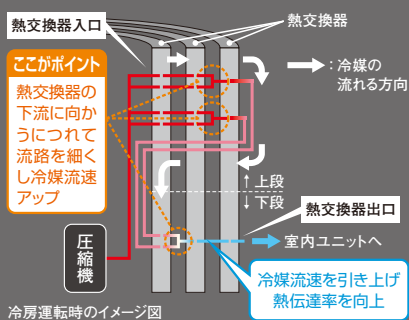 熱交換器入口
熱交換器
ここがポイント
熱交換器の
下流に向か
うにつれて
流路を細く
し冷媒流速
アップ
:冷媒の
流れる方向
↑上段
↓下段
熱交換器出口
圧縮機
室内ユニットへ
冷媒流速を引き上げ
熱伝達率を向上
冷房運転時のイメージ図